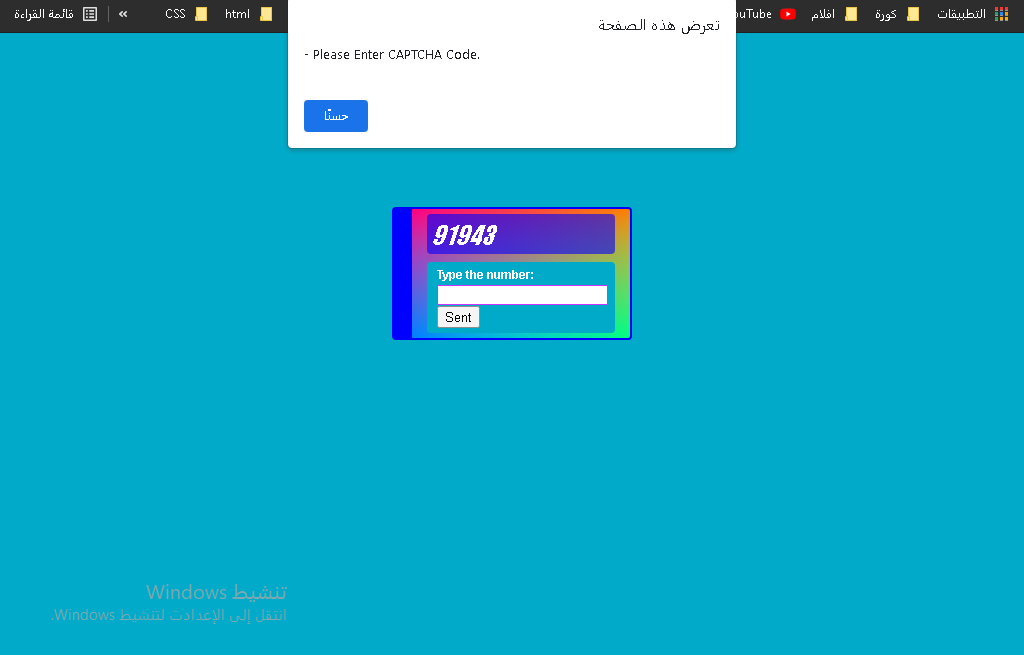 التطبيقات
كورة
افلام
ouTube
html
CSS
»
قائمة القراءة
تعرض هذه الصفحة
- Please Enter CAPTCHA Code.
حسنًا
91943
Type the number:
Sent
تنشيط Windows
انتقل إلى الإعدادت لتنشيط Windows.